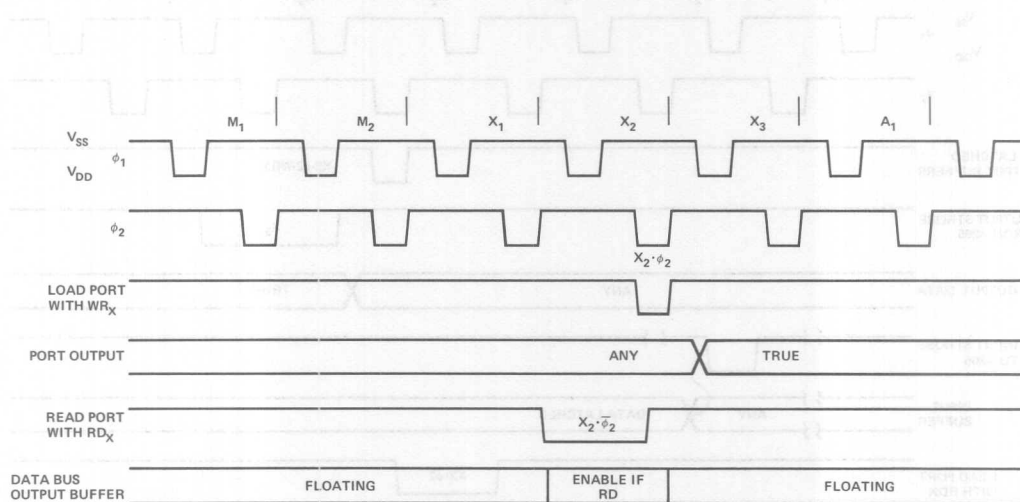 M1 M2 X1 X2 X3 A1
VSS
φ1
VDD
φ2
X2·φ2
LOAD PORT
WITH WRX
PORT OUTPUT ANY TRUE
READ PORT
WITH RDX
X2·φ̅2
DATA BUS
OUTPUT BUFFER
FLOATING
ENABLE IF
RD
FLOATING